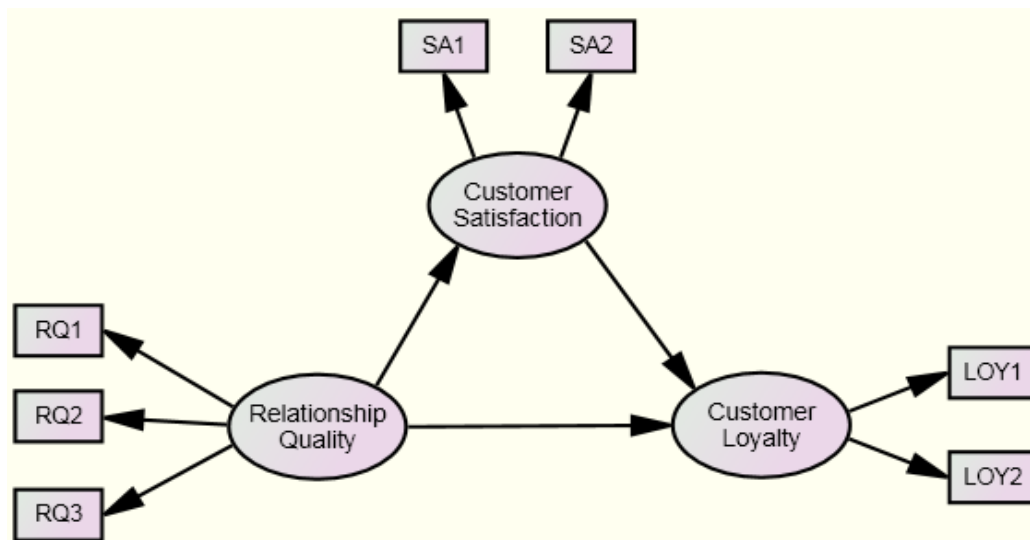 SA1
SA2
Customer
Satisfaction
RQ1
RQ2
RQ3
Relationship
Quality
Customer
Loyalty
LOY1
LOY2